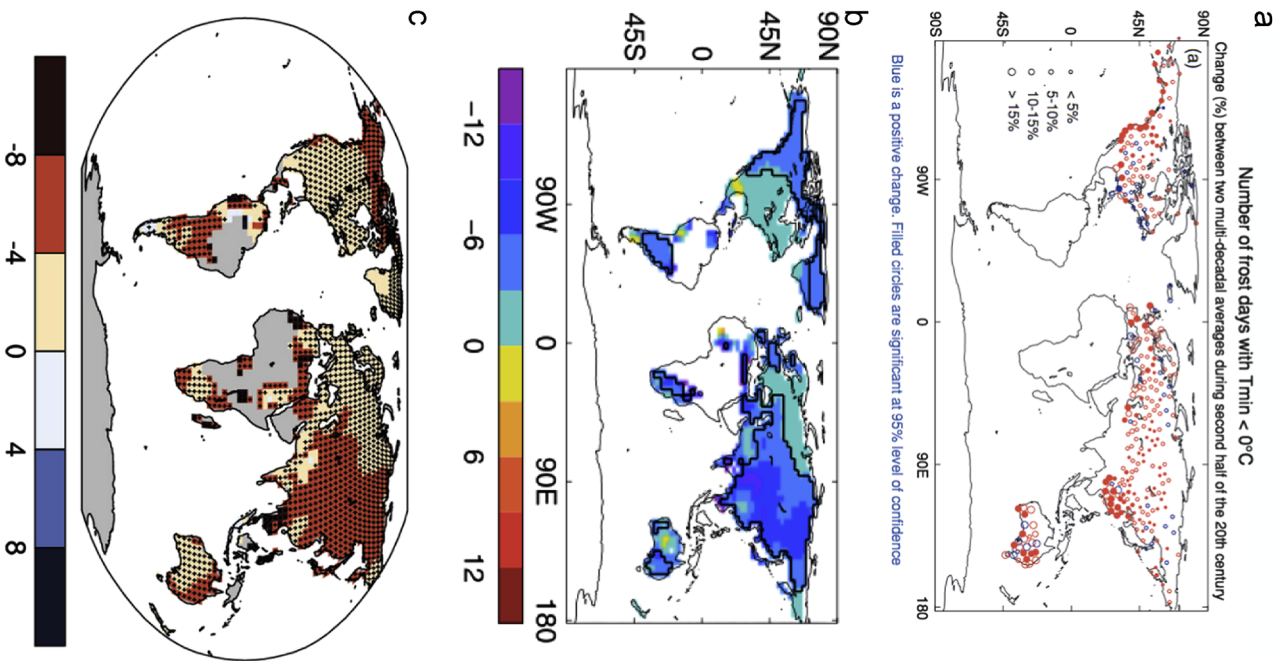 a
Number of frost days with Tmin < 0°C
Change (%) between two multi-decadal averages during second half of the 20th century
90N
(a)
45N
0
< 5%
5-10%
10-15%
> 15%
45S
90S
90W
0
90E
180
Blue is a positive change. Filled circles are significant at 95% level of confidence
b
90N
45N
0
45S
90W
0
90E
180
−12
−6
0
6
12
c
-8
-4
0
4
8